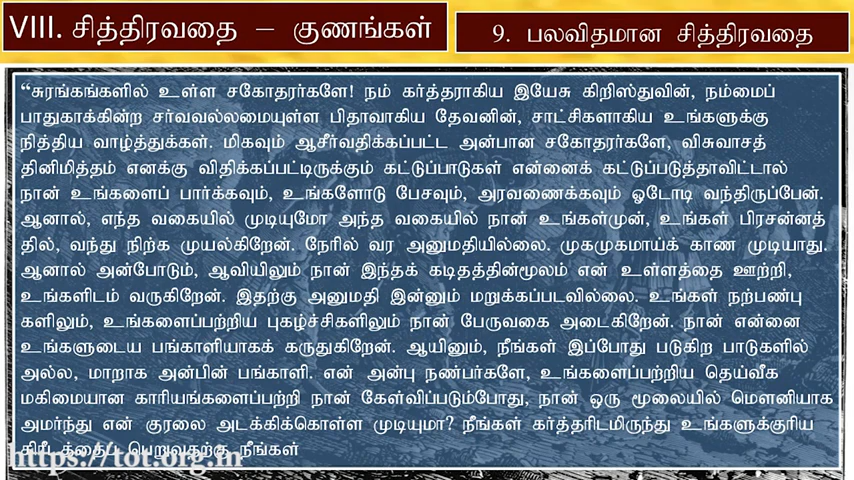 VIII. சித்திரவதை – குணங்கள்
9. பலவிதமான சித்திரவதை
“சுரங்கங்களில் உள்ள சகோதரர்களே! நம் கர்த்தராகிய இயேசு கிறிஸ்துவின், நம்மைப்
பாதுகாக்கின்ற சர்வவல்லமையுள்ள பிதாவாகிய தேவனின், சாட்சிகளாகிய உங்களுக்கு
நித்திய வாழ்த்துக்கள். மிகவும் ஆசீர்வதிக்கப்பட்ட அன்பான சகோதரர்களே, விசுவாசத்
தினிமித்தம் எனக்கு விதிக்கப்பட்டிருக்கும் கட்டுப்பாடுகள் என்னைக் கட்டுப்படுத்தாவிட்டால்
நான் உங்களைப் பார்க்கவும், உங்களோடு பேசவும், அரவணைக்கவும் ஓடோடி வந்திருப்பேன்.
ஆனால், எந்த வகையில் முடியுமோ அந்த வகையில் நான் உங்கள்முன், உங்கள் பிரசன்னத்
தில், வந்து நிற்க முயல்கிறேன். நேரில் வர அனுமதியில்லை. முகமுகமாய்க் காண முடியாது.
ஆனால் அன்போடும், ஆவியிலும் நான் இந்தக் கடிதத்தின்மூலம் என் உள்ளத்தை ஊற்றி,
உங்களிடம் வருகிறேன். இதற்கு அனுமதி இன்னும் மறுக்கப்படவில்லை. உங்கள் நற்பண்பு
களிலும், உங்களைப்பற்றிய புகழ்ச்சிகளிலும் நான் பேருவகை அடைகிறேன். நான் என்னை
உங்களுடைய பங்காளியாகக் கருதுகிறேன். ஆயினும், நீங்கள் இப்போது படுகிற பாடுகளில்
அல்ல, மாறாக அன்பின் பங்காளி. என் அன்பு நண்பர்களே, உங்களைப்பற்றிய தெய்வீக
மகிமையான காரியங்களைப்பற்றி நான் கேள்விப்படும்போது, நான் ஒரு மூலையில் மௌனியாக
அமர்ந்து என் குரலை அடக்கிக்கொள்ள முடியுமா? நீங்கள் கர்த்தரிடமிருந்து உங்களுக்குரிய
கிரீடத்தைப் பெறுவதற்கு நீங்கள்
https://tot.org.in